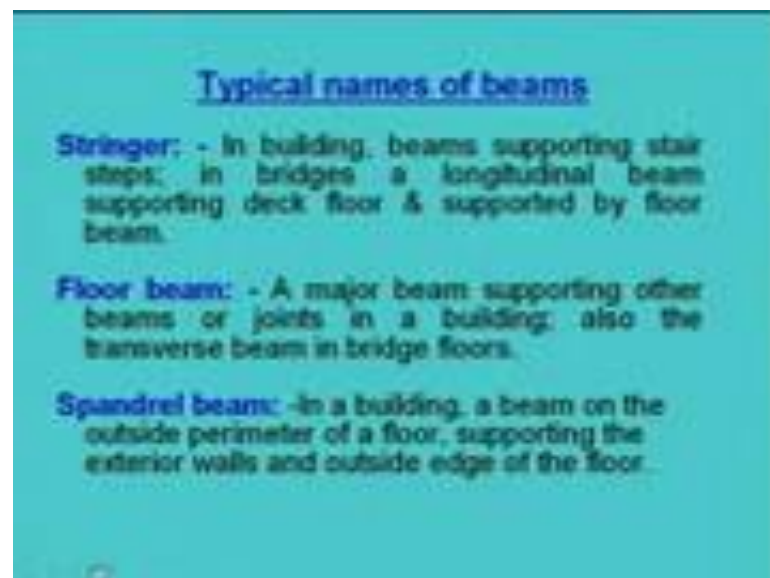 Typical names of beams
Stringer: - In building, beams supporting stair
steps; in bridges a longitudinal beam
supporting deck floor & supported by floor
beam.
Floor beam: - A major beam supporting other
beams or joints in a building; also the
transverse beam in bridge floors.
Spandrel beam: -In a building, a beam on the
outside perimeter of a floor, supporting the
exterior walls and outside edge of the floor.